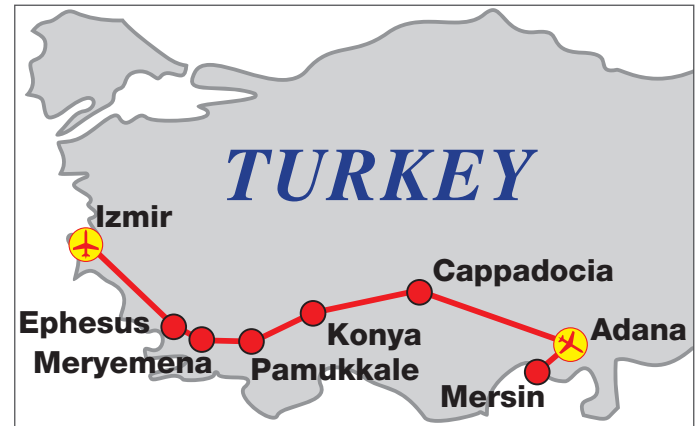 TURKEY
Izmir
Cappadocia
Ephesus
Konya
Adana
Meryemena
Pamukkale
Mersin